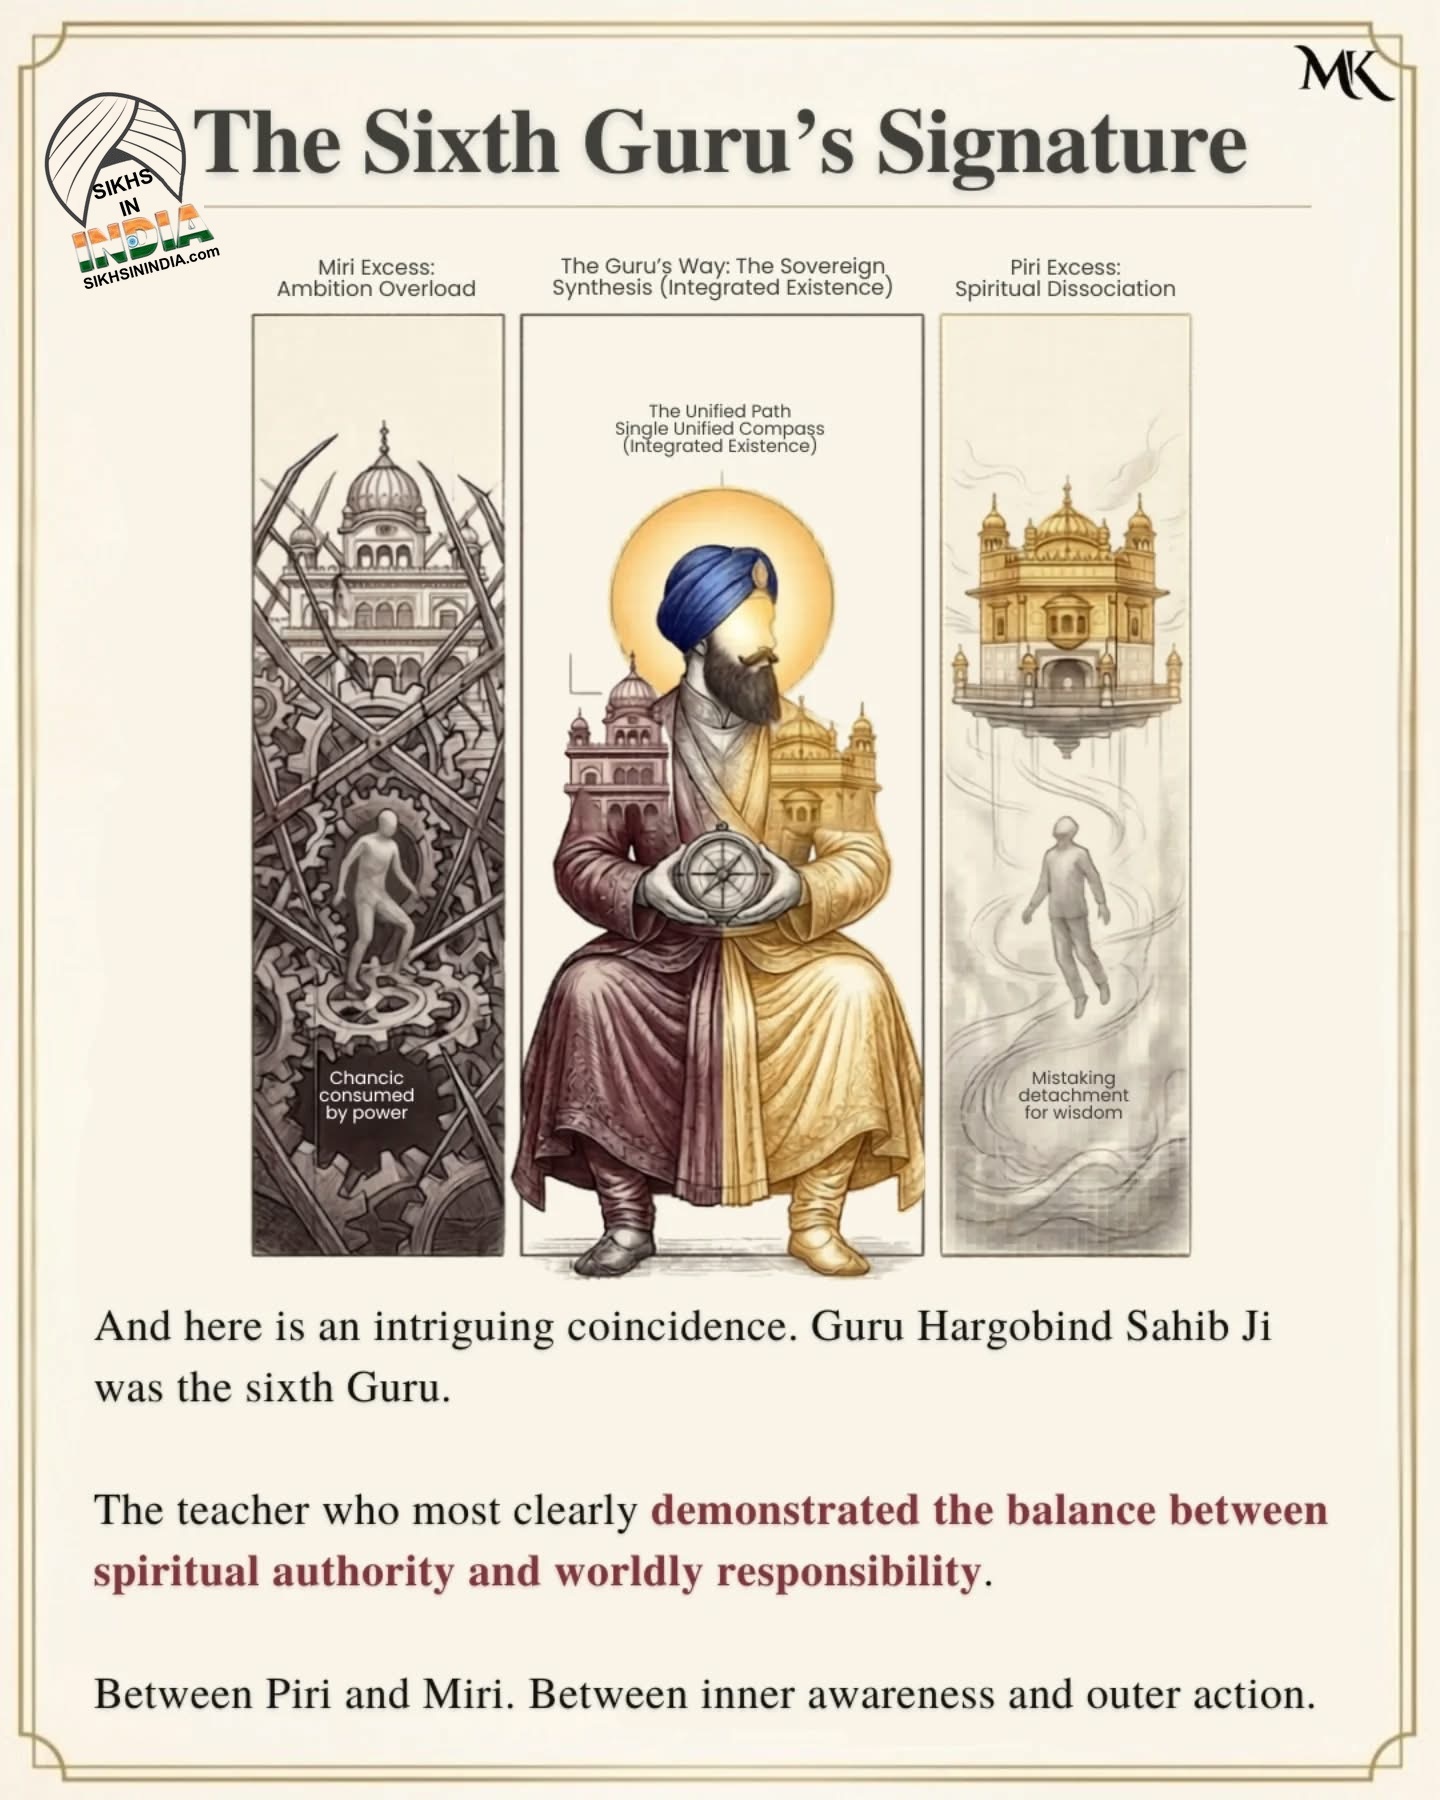 MK
The Sixth Guru’s Signature
SIKHS
IN
INDIA
SIKHSININDIA.com
Miri Excess:
Ambition Overload
The Guru’s Way: The Sovereign
Synthesis (Integrated Existence)
Piri Excess:
Spiritual Dissociation
The Unified Path
Single Unified Compass
(Integrated Existence)
Chancic
consumed
by power
Mistaking
detachment
for wisdom
And here is an intriguing coincidence. Guru Hargobind Sahib Ji
was the sixth Guru.
The teacher who most clearly demonstrated the balance between
spiritual authority and worldly responsibility.
Between Piri and Miri. Between inner awareness and outer action.